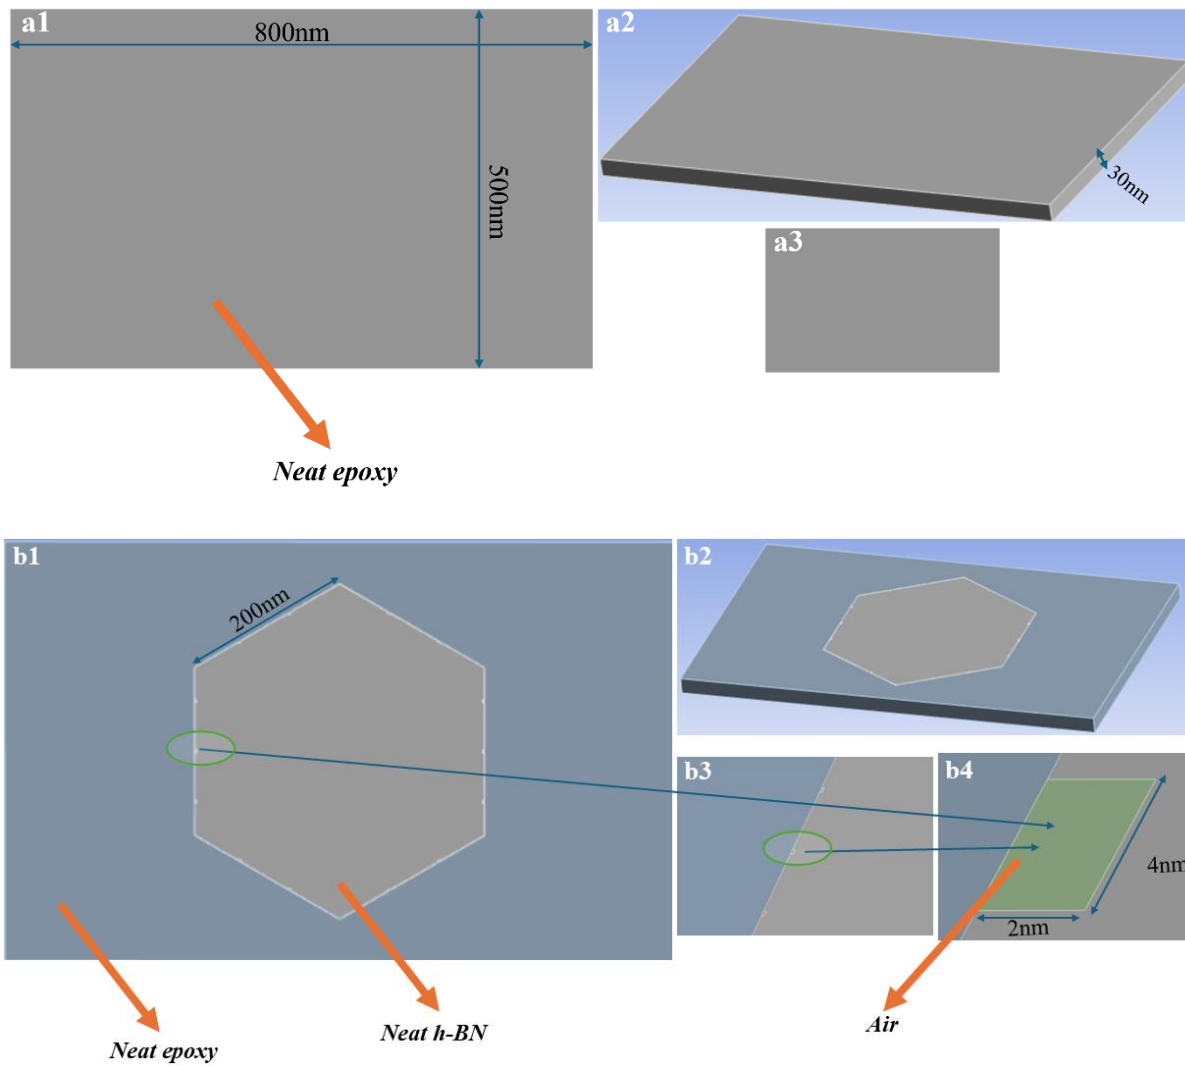 a1
800nm
500nm
Neat epoxy
a2
30nm
a3
b1
200nm
Neat epoxy
Neat h-BN
b2
b3
b4
4nm
2nm
Air